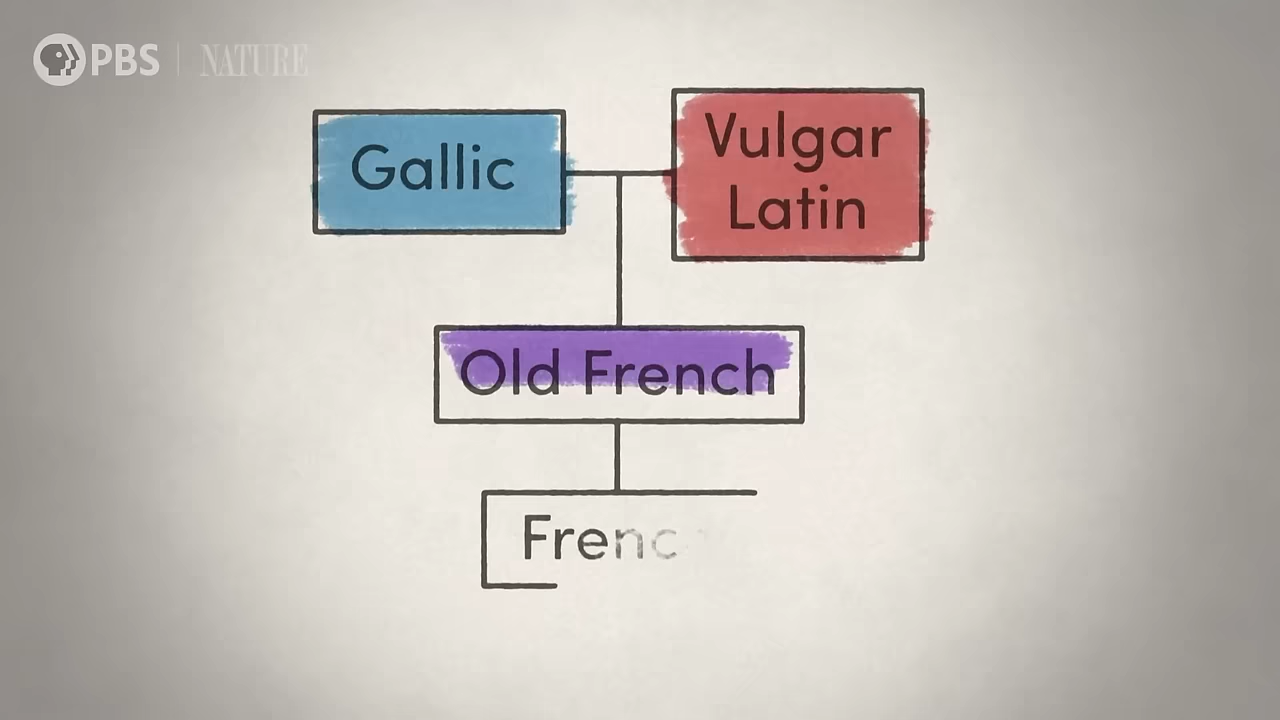 PBS | NATURE
Gallic
Vulgar
Latin
Old French
Frenc